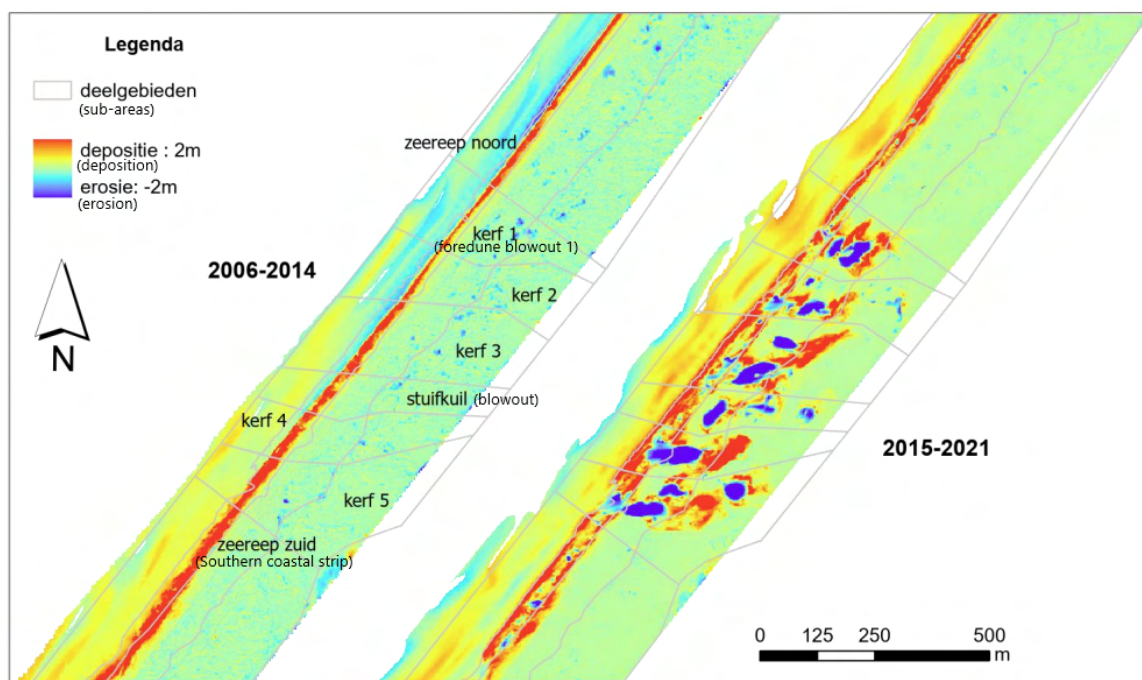 Legenda
deelgebieden
(sub-areas)
depositie : 2m
(deposition)
erosie: -2m
(erosion)
N
2006-2014
zeereep noord
kerf 1
(foredune blowout 1)
kerf 2
kerf 3
stuifkuil (blowout)
kerf 4
kerf 5
zeereep zuid
(Southern coastal strip)
2015-2021
0 125 250 500
m